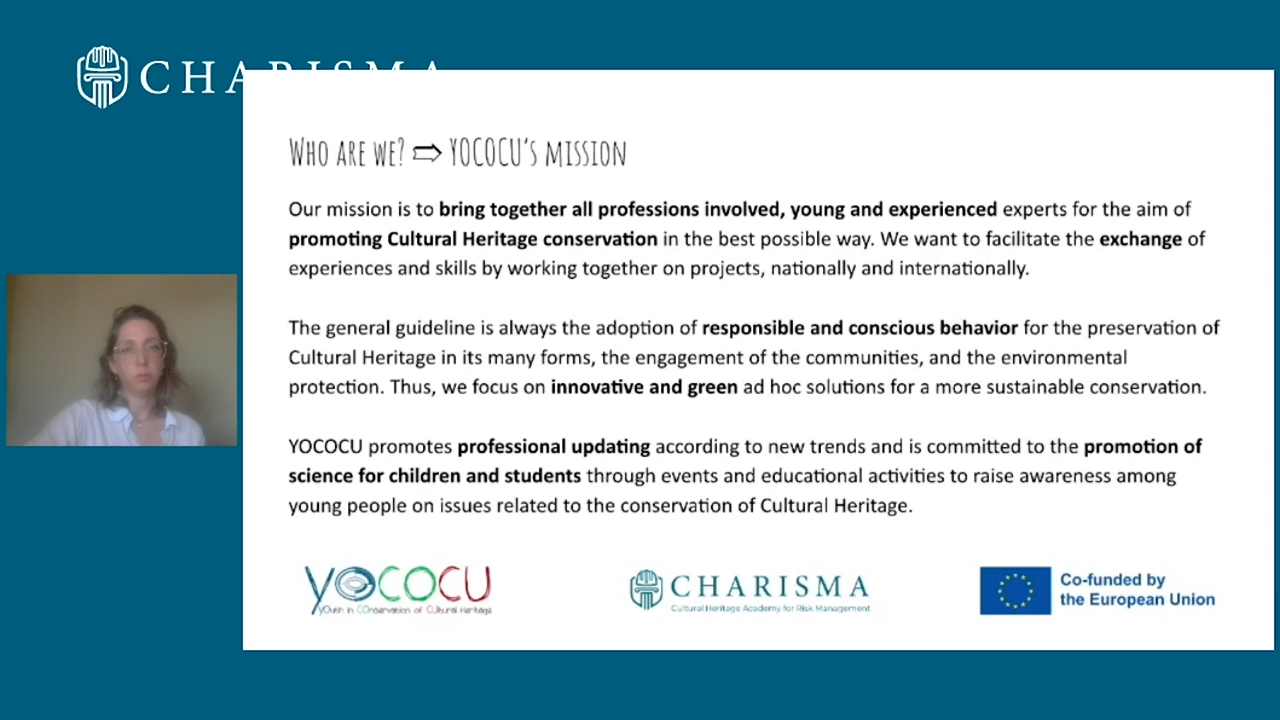 CHARISMA
WHO ARE WE? ⇨ YOCOCU'S MISSION
Our mission is to bring together all professions involved, young and experienced experts for the aim of
promoting Cultural Heritage conservation in the best possible way. We want to facilitate the exchange of
experiences and skills by working together on projects, nationally and internationally.
The general guideline is always the adoption of responsible and conscious behavior for the preservation of
Cultural Heritage in its many forms, the engagement of the communities, and the environmental
protection. Thus, we focus on innovative and green ad hoc solutions for a more sustainable conservation.
YOCOCU promotes professional updating according to new trends and is committed to the promotion of
science for children and students through events and educational activities to raise awareness among
young people on issues related to the conservation of Cultural Heritage.
YOCOCU
YOuth in COnservation of CUltural Heritage
CHARISMA
Cultural Heritage Academy for Risk Management
Co-funded by
the European Union